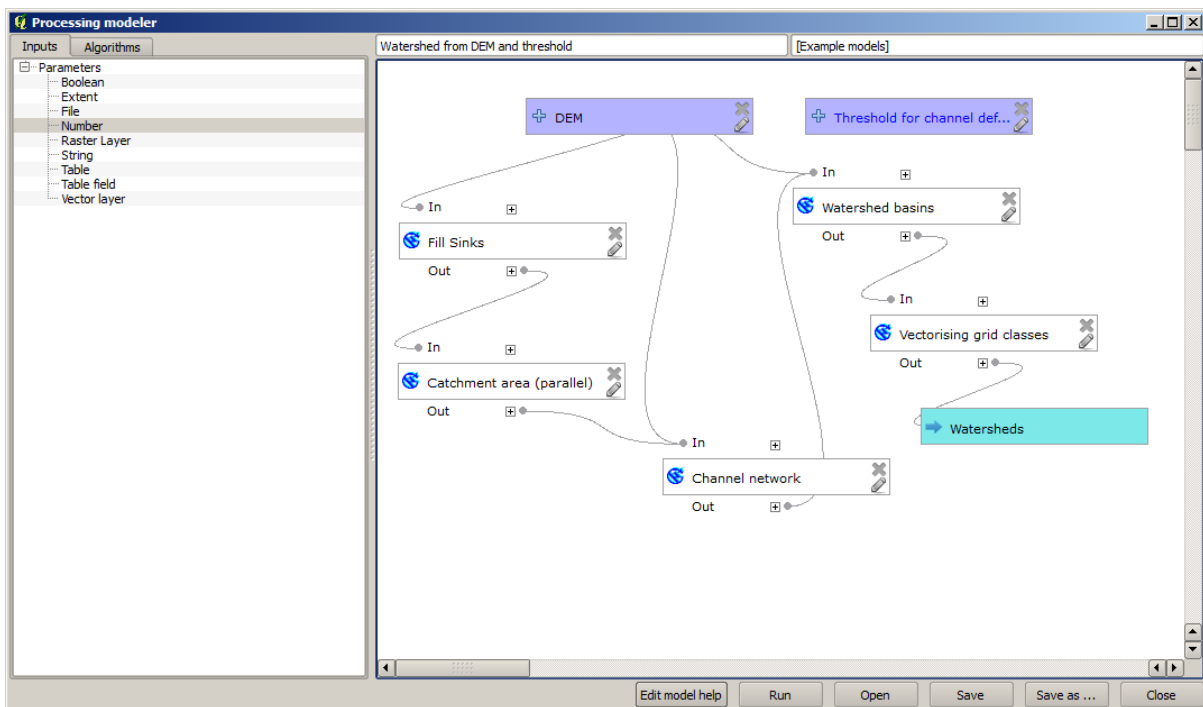 Processing modeler
Inputs
Algorithms
Parameters
Boolean
Extent
File
Number
Raster Layer
String
Table
Table field
Vector layer
Watershed from DEM and threshold
[Example models]
DEM
Threshold for channel def...
In
Watershed basins
Out
In
Fill Sinks
Out
In
Vectorising grid classes
Out
In
Catchment area (parallel)
Out
Watersheds
In
Channel network
Out
Edit model help
Run
Open
Save
Save as ...
Close